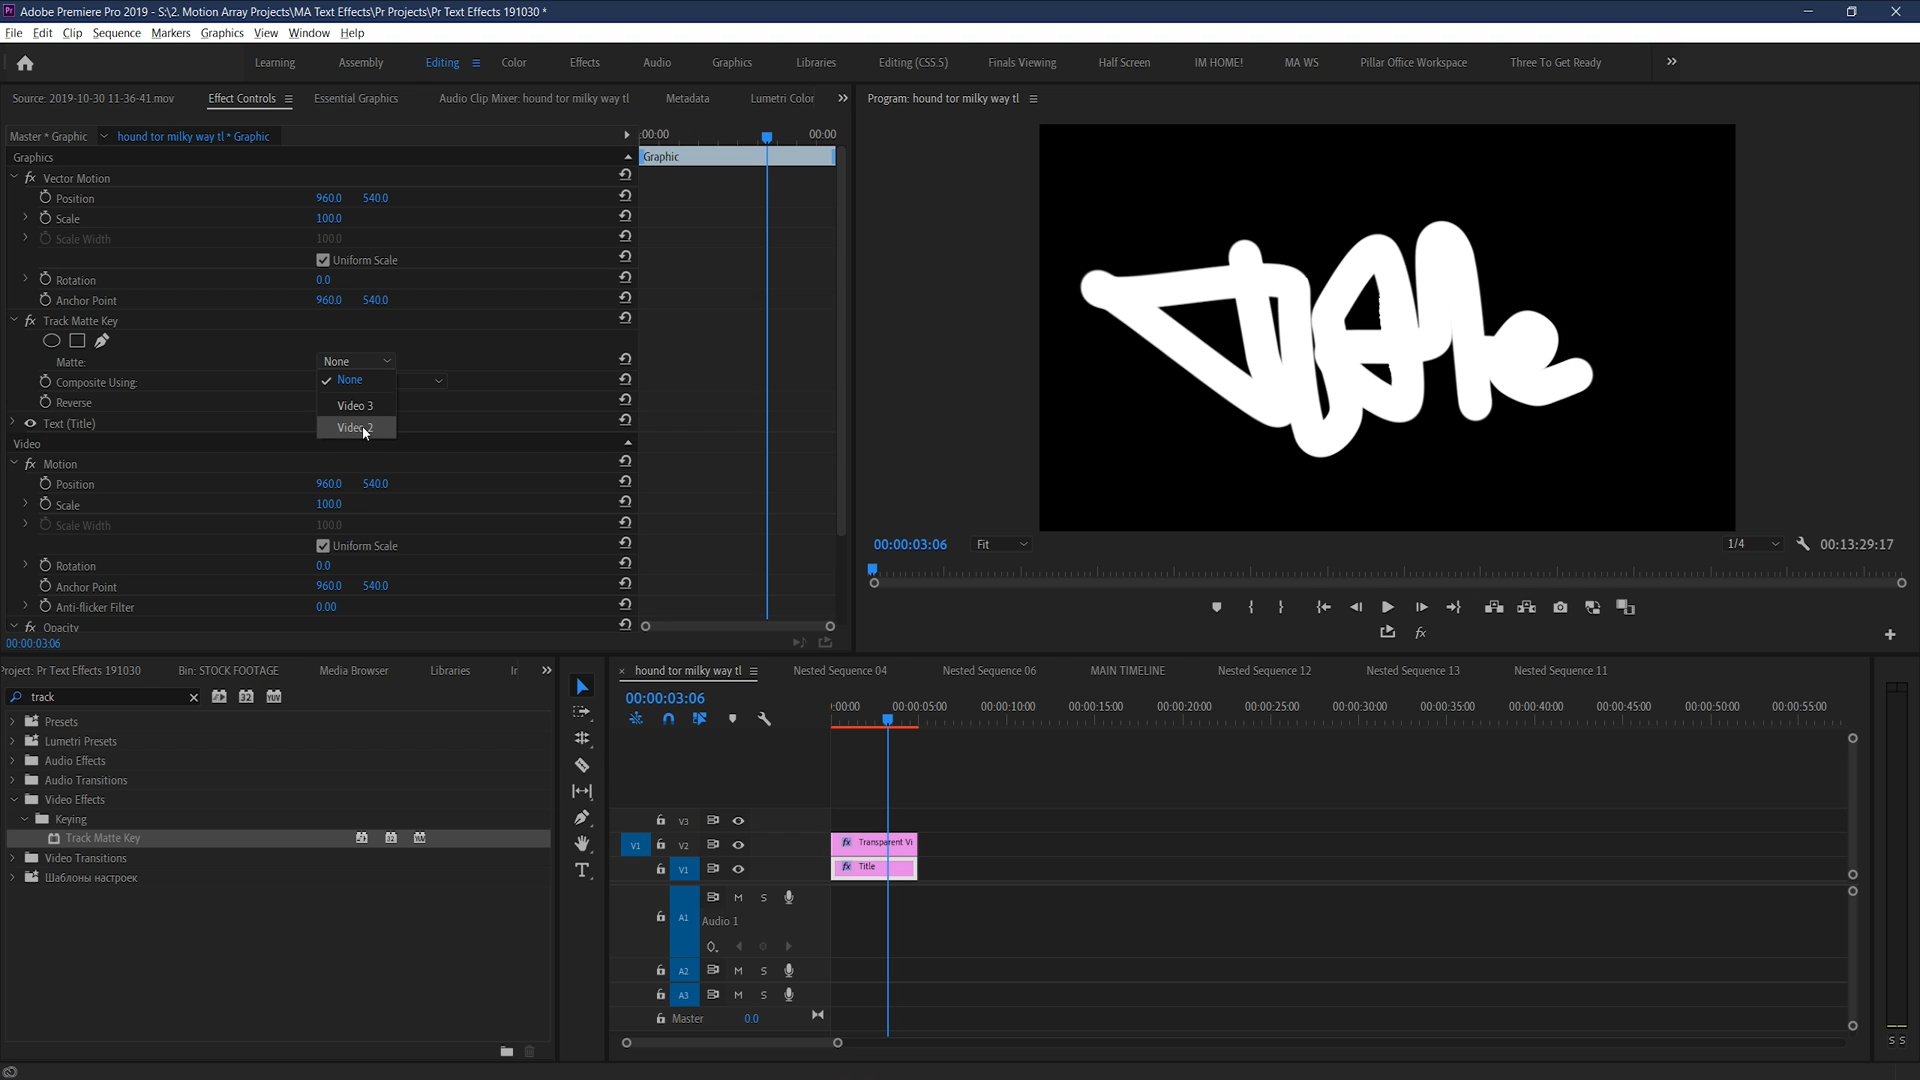 Pr Adobe Premiere Pro 2019 - S:\2. Motion Array Projects\MA Text Effects\Pr Projects\Pr Text Effects 191030 *
File Edit Clip Sequence Markers Graphics View Window Help
Learning Assembly Editing Color Effects Audio Graphics Libraries Editing (CS5.5) Finals Viewing Half Screen IM HOME! MA WS Pillar Office Workspace Three To Get Ready
Source: 2019-10-30 11-36-41.mov Effect Controls Essential Graphics Audio Clip Mixer: hound tor milky way tl Metadata Lumetri Color
Program: hound tor milky way tl
Master * Graphic hound tor milky way tl * Graphic
:00:00 00:00
Graphics
Graphic
fx Vector Motion
Position 960.0 540.0
Scale 100.0
Scale Width 100.0
Uniform Scale
Rotation 0.0
Anchor Point 960.0 540.0
fx Track Matte Key
Matte: None
Composite Using: None
Reverse Video 3
fx Text (Title) Video 2
Video
fx Motion
Position 960.0 540.0
Scale 100.0
Scale Width 100.0
Uniform Scale
Rotation 0.0
Anchor Point 960.0 540.0
Anti-flicker Filter 0.00
fx Opacity
00:00:03:06
00:00:03:06 Fit 1/4 00:13:29:17
fx
roject: Pr Text Effects 191030 Bin: STOCK FOOTAGE Media Browser Libraries Ir
track 32 YUV
Presets
Lumetri Presets
Audio Effects
Audio Transitions
Video Effects
Keying
Track Matte Key
Video Transitions
Шаблоны настроек
hound tor milky way tl Nested Sequence 04 Nested Sequence 06 MAIN TIMELINE Nested Sequence 12 Nested Sequence 13 Nested Sequence 11
00:00:03:06
:00:00 00:00:05:00 00:00:10:00 00:00:15:00 00:00:20:00 00:00:25:00 00:00:30:00 00:00:35:00 00:00:40:00 00:00:45:00 00:00:50:00 00:00:55:00
V3
V1 V2 fx Transparent Vi
V1 fx Title
M S
A1 Audio 1
A2 M S
A3 M S
Master 0.0
S S